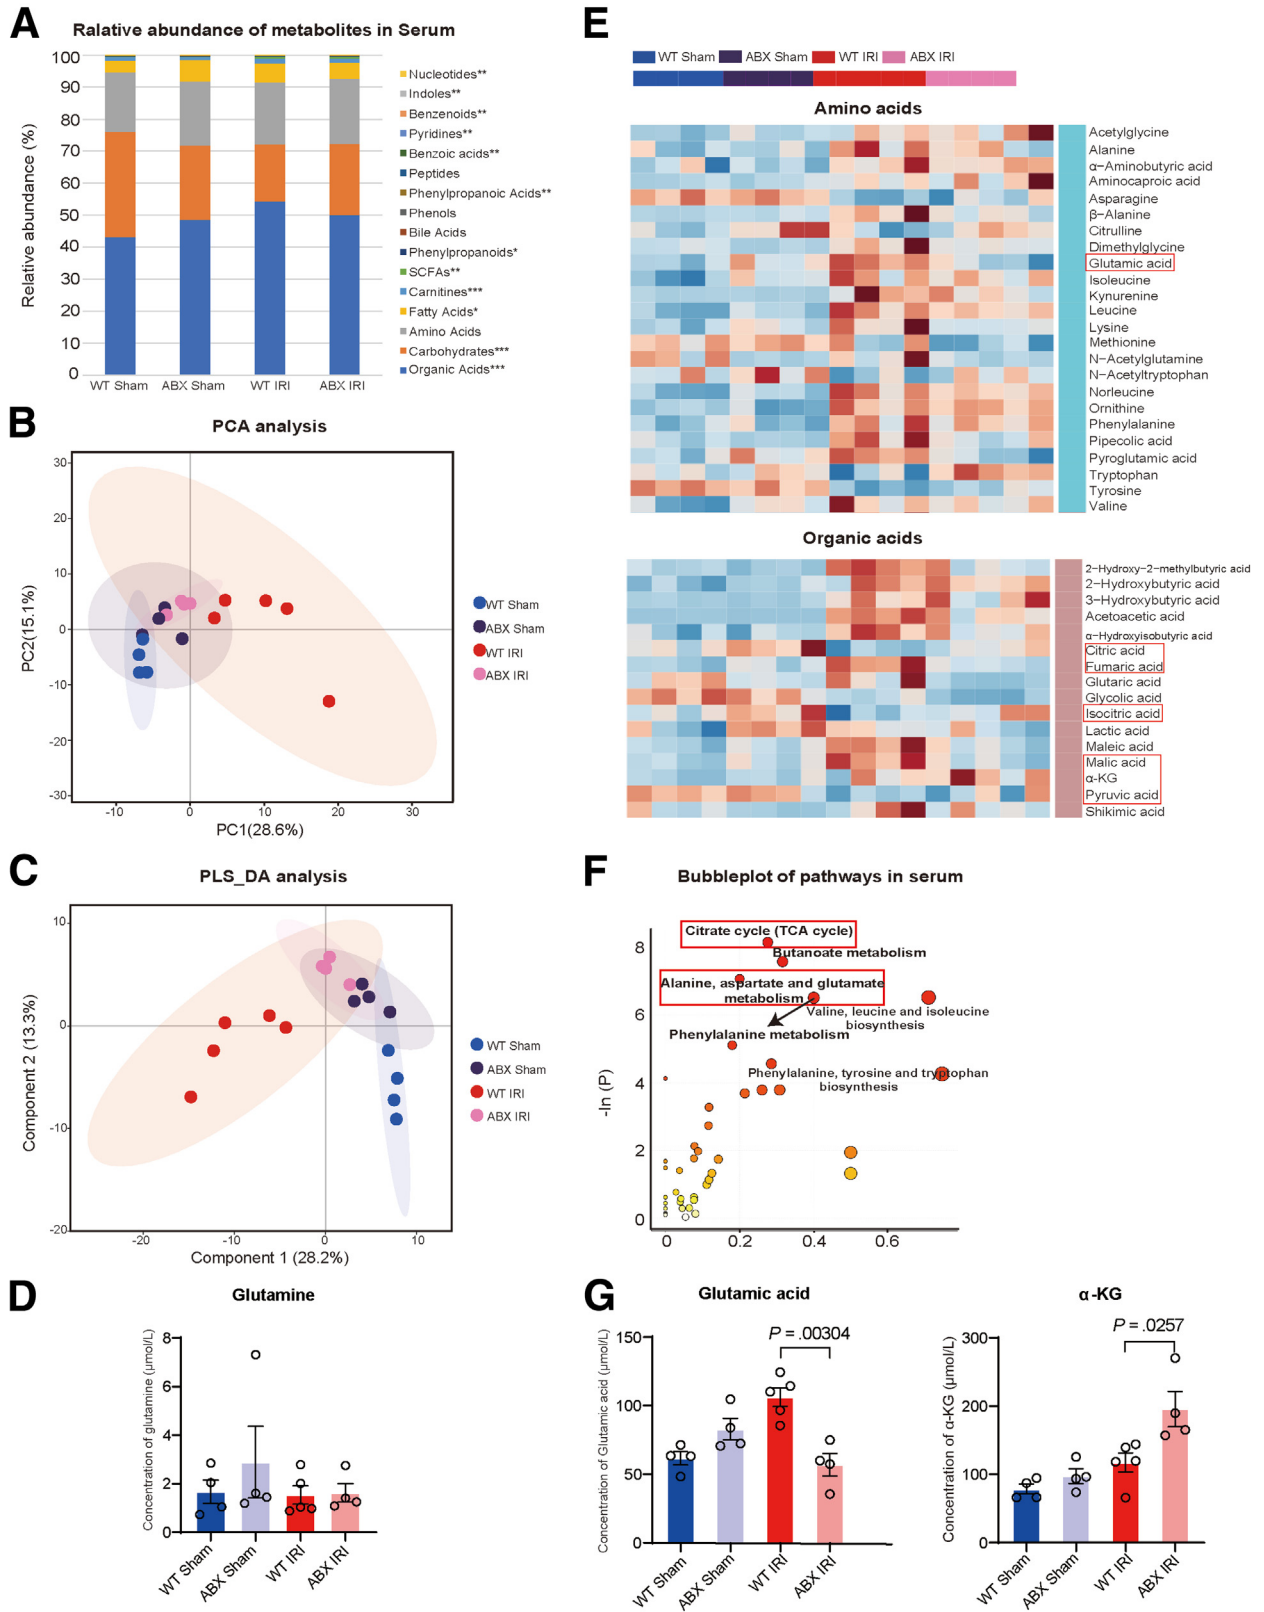 A
Ralative abundance of metabolites in Serum
Relative abundance (%)
100
90
80
70
60
50
40
30
20
10
0
WT Sham
ABX Sham
WT IRI
ABX IRI
Nucleotides**
Indoles**
Benzenoids**
Pyridines**
Benzoic acids**
Peptides
Phenylpropanoic Acids**
Phenols
Bile Acids
Phenylpropanoids*
SCFAs**
Carnitines***
Fatty Acids*
Amino Acids
Carbohydrates***
Organic Acids***
B
PCA analysis
PC2(15.1%)
30
20
10
0
-10
-20
-30
-10
0
10
20
30
PC1(28.6%)
WT Sham
ABX Sham
WT IRI
ABX IRI
C
PLS_DA analysis
Component 2 (13.3%)
10
0
-10
-20
-20
-10
0
10
Component 1 (28.2%)
WT Sham
ABX Sham
WT IRI
ABX IRI
D
Glutamine
Concentration of glutamine (μmol/L)
8
6
4
2
0
WT Sham
ABX Sham
WT IRI
ABX IRI
E
WT Sham
ABX Sham
WT IRI
ABX IRI
Amino acids
Acetylglycine
Alanine
α−Aminobutyric acid
Aminocaproic acid
Asparagine
β−Alanine
Citrulline
Dimethylglycine
Glutamic acid
Isoleucine
Kynurenine
Leucine
Lysine
Methionine
N−Acetylglutamine
N−Acetyltryptophan
Norleucine
Ornithine
Phenylalanine
Pipecolic acid
Pyroglutamic acid
Tryptophan
Tyrosine
Valine
Organic acids
2−Hydroxy−2−methylbutyric acid
2−Hydroxybutyric acid
3−Hydroxybutyric acid
Acetoacetic acid
α−Hydroxyisobutyric acid
Citric acid
Fumaric acid
Glutaric acid
Glycolic acid
Isocitric acid
Lactic acid
Maleic acid
Malic acid
α-KG
Pyruvic acid
Shikimic acid
F
Bubbleplot of pathways in serum
-ln (P)
8
6
4
2
0
0
0.2
0.4
0.6
Citrate cycle (TCA cycle)
Butanoate metabolism
Alanine, aspartate and glutamate
metabolism
Valine, leucine and isoleucine
biosynthesis
Phenylalanine metabolism
Phenylalanine, tyrosine and tryptophan
biosynthesis
G
Glutamic acid
Concentration of Glutamic acid (μmol/L)
150
100
50
0
P = .00304
WT Sham
ABX Sham
WT IRI
ABX IRI
α-KG
Concentration of α-KG (μmol/L)
300
200
100
0
P = .0257
WT Sham
ABX Sham
WT IRI
ABX IRI